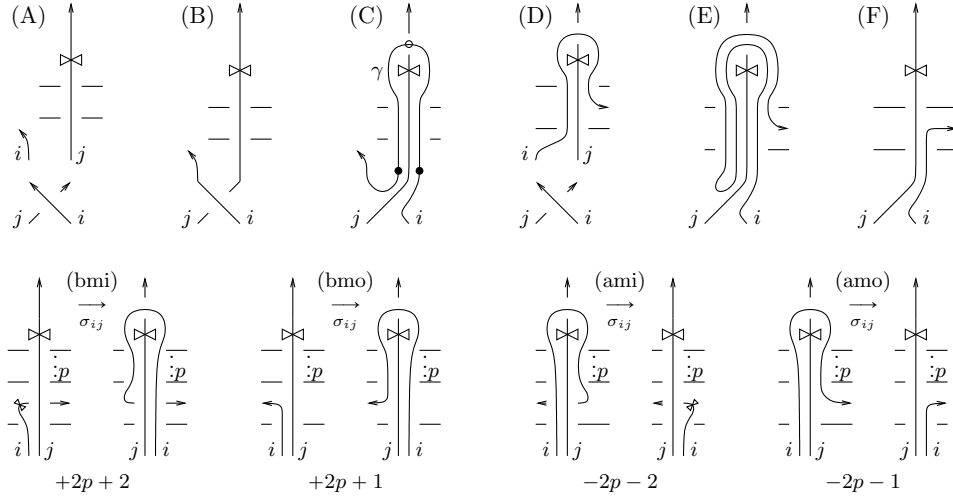 (A) (B) (C) (D) (E) (F)
γ
i j i j
j i j i j i j i j i j i
(bmi) (bmo) (ami) (amo)
σij σij σij σij
p p p p p p p p
i j j i i j j i j i j i j i j i
+2p + 2 +2p + 1 −2p − 2 −2p − 1